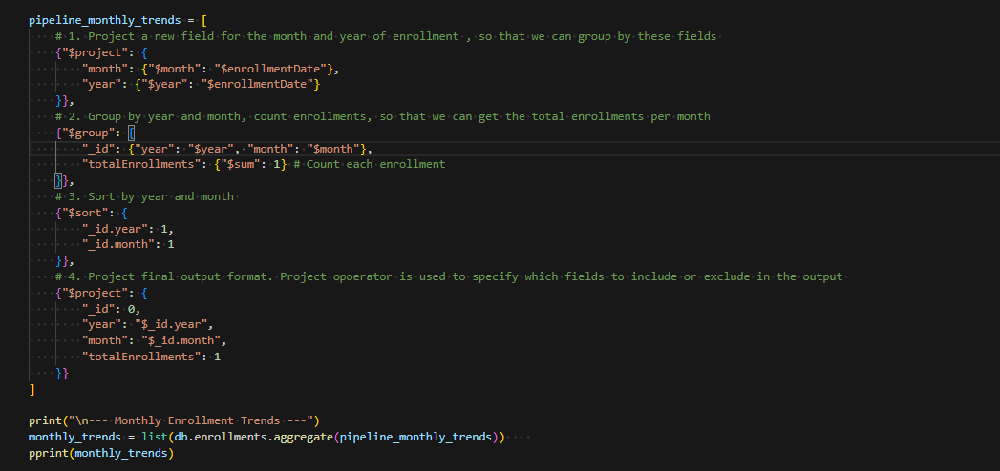 pipeline_monthly_trends = [
    # 1. Project a new field for the month and year of enrollment , so that we can group by these fields
    {"$project": {
        "month": {"$month": "$enrollmentDate"},
        "year": {"$year": "$enrollmentDate"}
    }},
    # 2. Group by year and month, count enrollments, so that we can get the total enrollments per month
    {"$group": {
        "_id": {"year": "$year", "month": "$month"},
        "totalEnrollments": {"$sum": 1} # Count each enrollment
    }},
    # 3. Sort by year and month
    {"$sort": {
        "_id.year": 1,
        "_id.month": 1
    }},
    # 4. Project final output format. Project opoerator is used to specify which fields to include or exclude in the output
    {"$project": {
        "_id": 0,
        "year": "$_id.year",
        "month": "$_id.month",
        "totalEnrollments": 1
    }}
]

print("\n--- Monthly Enrollment Trends ---")
monthly_trends = list(db.enrollments.aggregate(pipeline_monthly_trends))
pprint(monthly_trends)